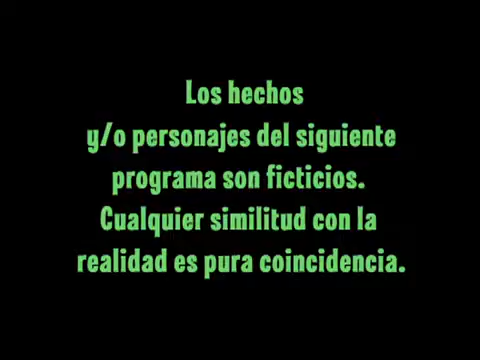 Los hechos
y/o personajes del siguiente
programa son ficticios.
Cualquier similitud con la
realidad es pura coincidencia.